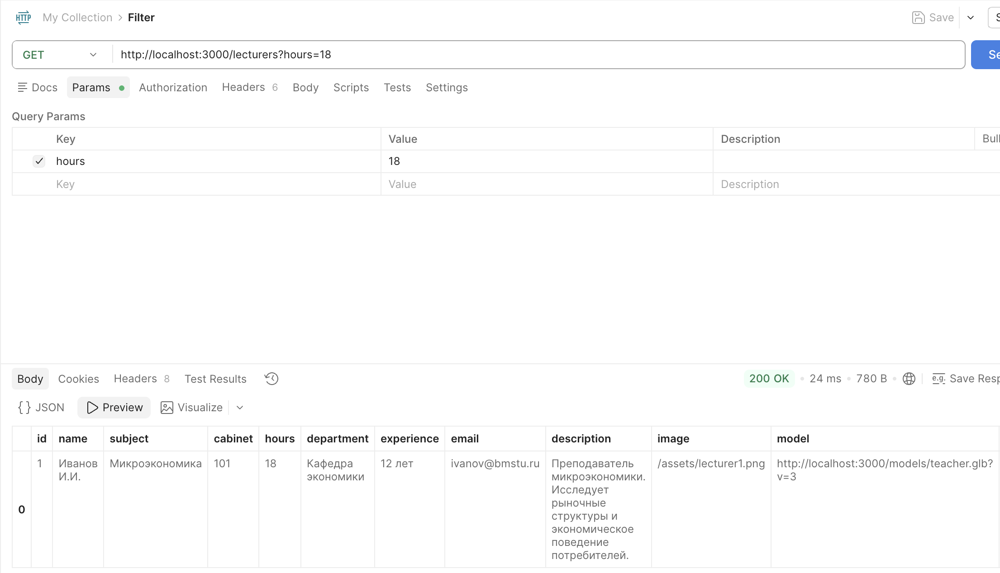 HTTP My Collection > Filter Save
GET http://localhost:3000/lecturers?hours=18
Docs Params Authorization Headers 6 Body Scripts Tests Settings
Query Params
Key Value Description
hours 18
Key Value Description
Body Cookies Headers 8 Test Results 200 OK 24 ms 780 B e.g. Save
{} JSON Preview Visualize
id name subject cabinet hours department experience email description image model
0 1 Иванов Микроэкономика 101 18 Кафедра 12 лет ivanov@bmstu.ru Преподаватель /assets/lecturer1.png http://localhost:3000/models/teacher.glb?
И.И. экономики микроэкономики. v=3
Исследует
рыночные
структуры и
экономическое
поведение
потребителей.